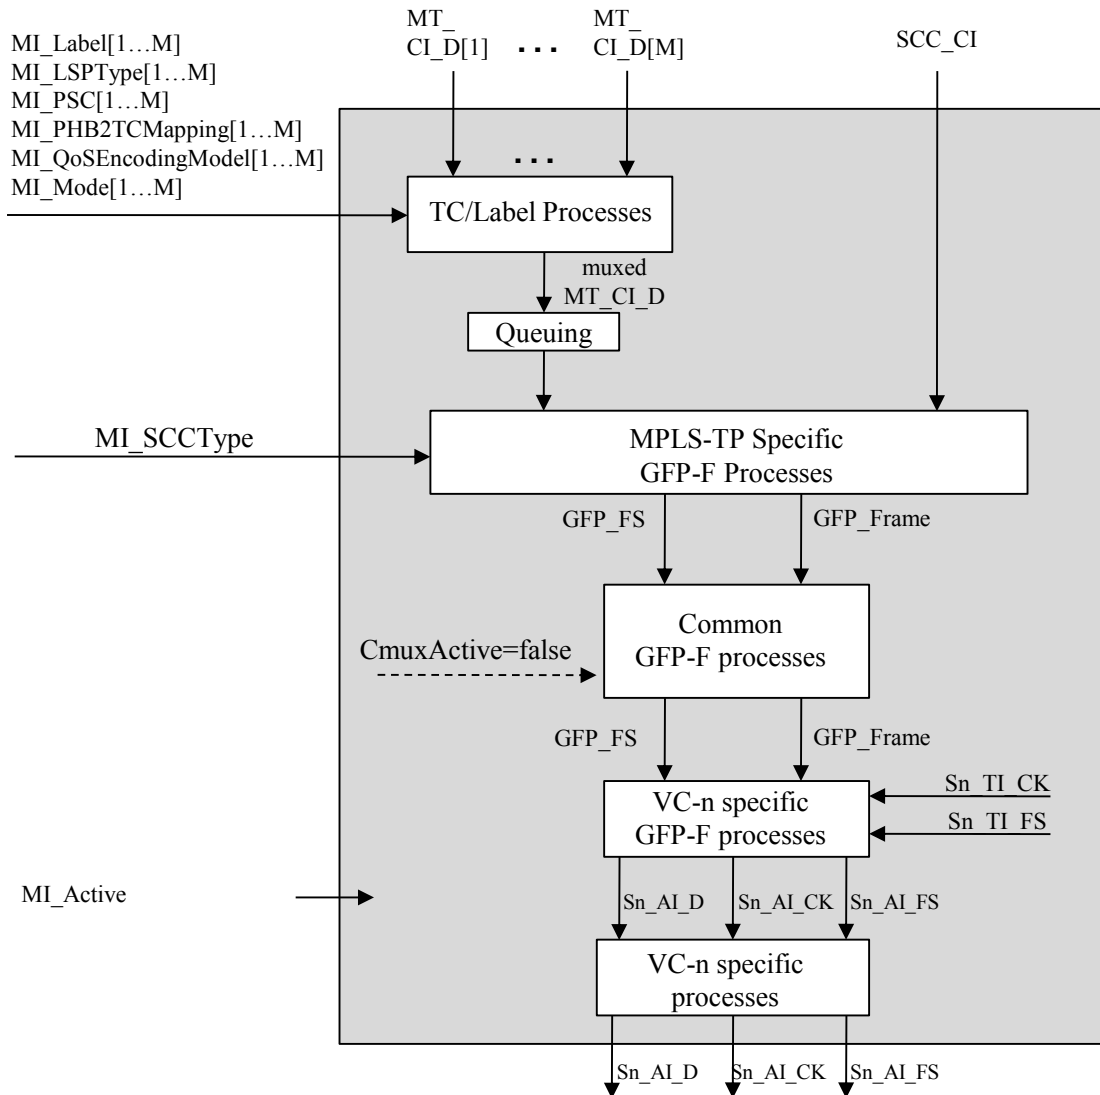 MT_
CI_D[1]
...
MT_
CI_D[M]
SCC_CI
MI_Label[1…M]
MI_LSPType[1…M]
MI_PSC[1…M]
MI_PHB2TCMapping[1…M]
MI_QoSEncodingModel[1…M]
MI_Mode[1…M]
...
TC/Label Processes
muxed
MT_CI_D
Queuing
MI_SCCType
MPLS-TP Specific
GFP-F Processes
GFP_FS
GFP_Frame
Common
GFP-F processes
CmuxActive=false
GFP_FS
GFP_Frame
VC-n specific
GFP-F processes
Sn_TI_CK
Sn_TI_FS
MI_Active
Sn_AI_D
Sn_AI_CK
Sn_AI_FS
VC-n specific
processes
Sn_AI_D
Sn_AI_CK
Sn_AI_FS